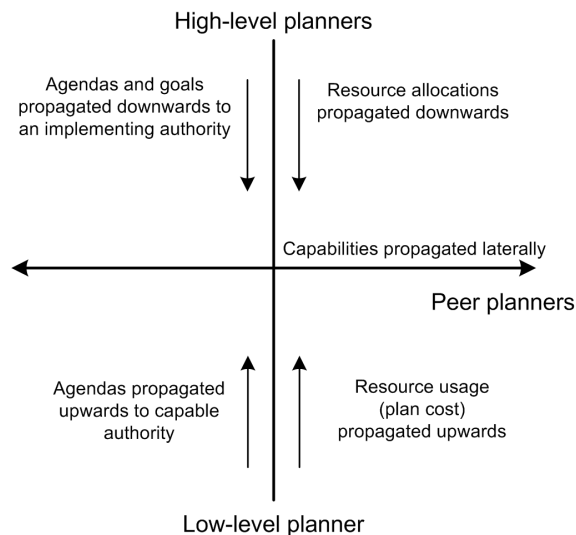 High-level planners
Agendas and goals
propagated downwards to
an implementing authority
Resource allocations
propagated downwards
Capabilities propagated laterally
Peer planners
Agendas propagated
upwards to capable
authority
Resource usage
(plan cost)
propagated upwards
Low-level planner